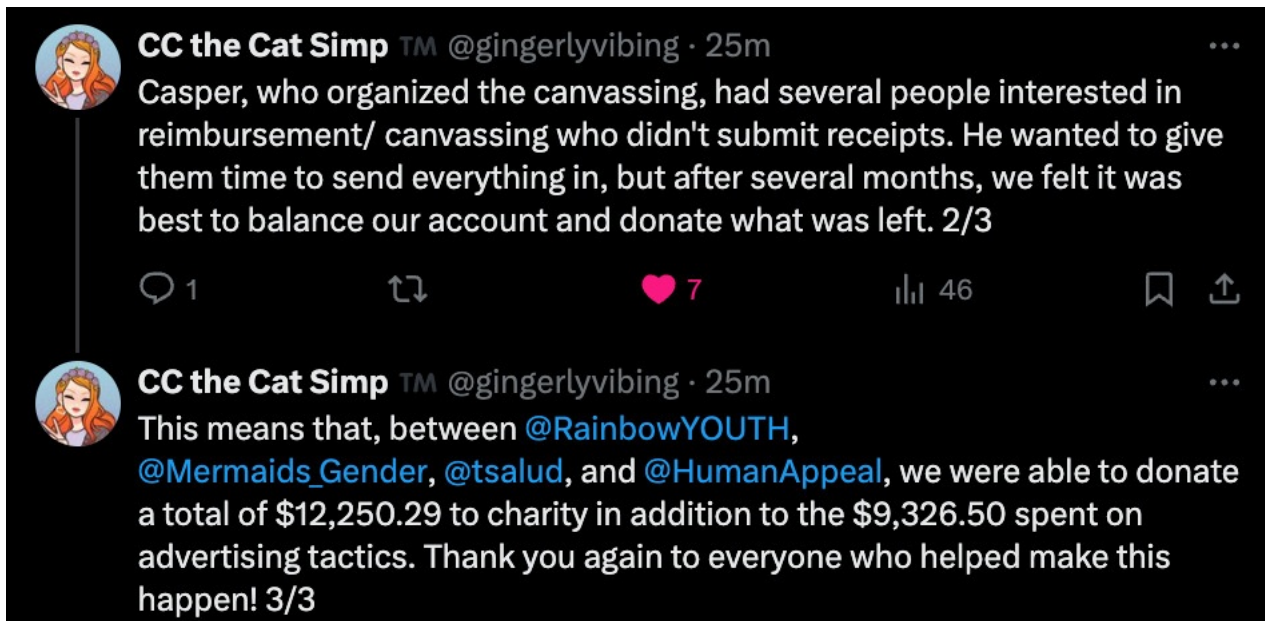 CC the Cat Simp TM @gingerlyvibing · 25m
Casper, who organized the canvassing, had several people interested in
reimbursement/ canvassing who didn't submit receipts. He wanted to give
them time to send everything in, but after several months, we felt it was
best to balance our account and donate what was left. 2/3
1 7 46
CC the Cat Simp TM @gingerlyvibing · 25m
This means that, between @RainbowYOUTH,
@Mermaids_Gender, @tsalud, and @HumanAppeal, we were able to donate
a total of $12,250.29 to charity in addition to the $9,326.50 spent on
advertising tactics. Thank you again to everyone who helped make this
happen! 3/3